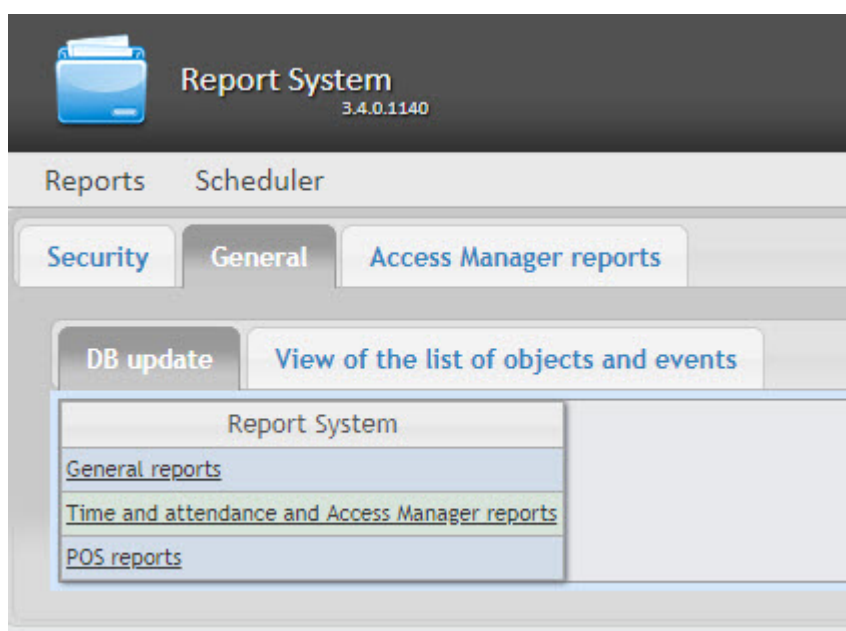 Report System
3.4.0.1140
Reports Scheduler
Security General Access Manager reports
DB update View of the list of objects and events
Report System
General reports
Time and attendance and Access Manager reports
POS reports